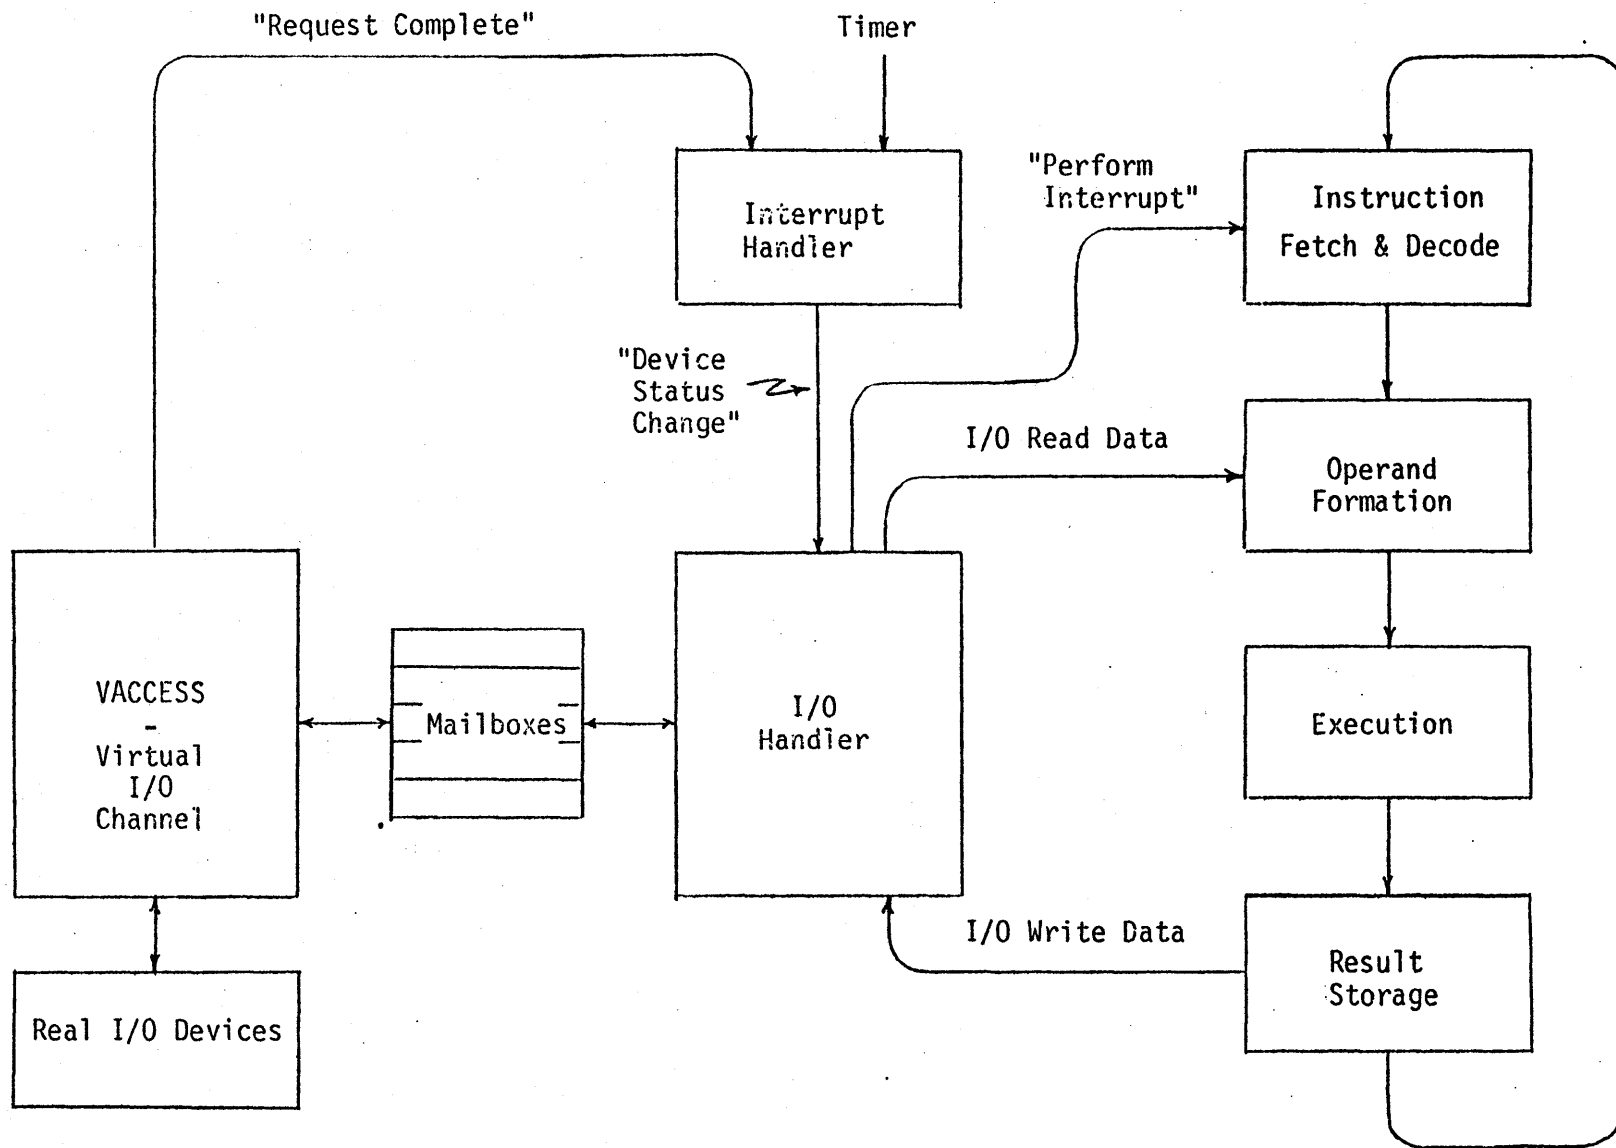 "Request Complete"
Timer
Interrupt
Handler
"Perform
Interrupt"
Instruction
Fetch & Decode
"Device
Status
Change"
I/O Read Data
Operand
Formation
VACCESS
-
Virtual
I/O
Channel
Mailboxes
I/O
Handler
Execution
I/O Write Data
Result
Storage
Real I/O Devices